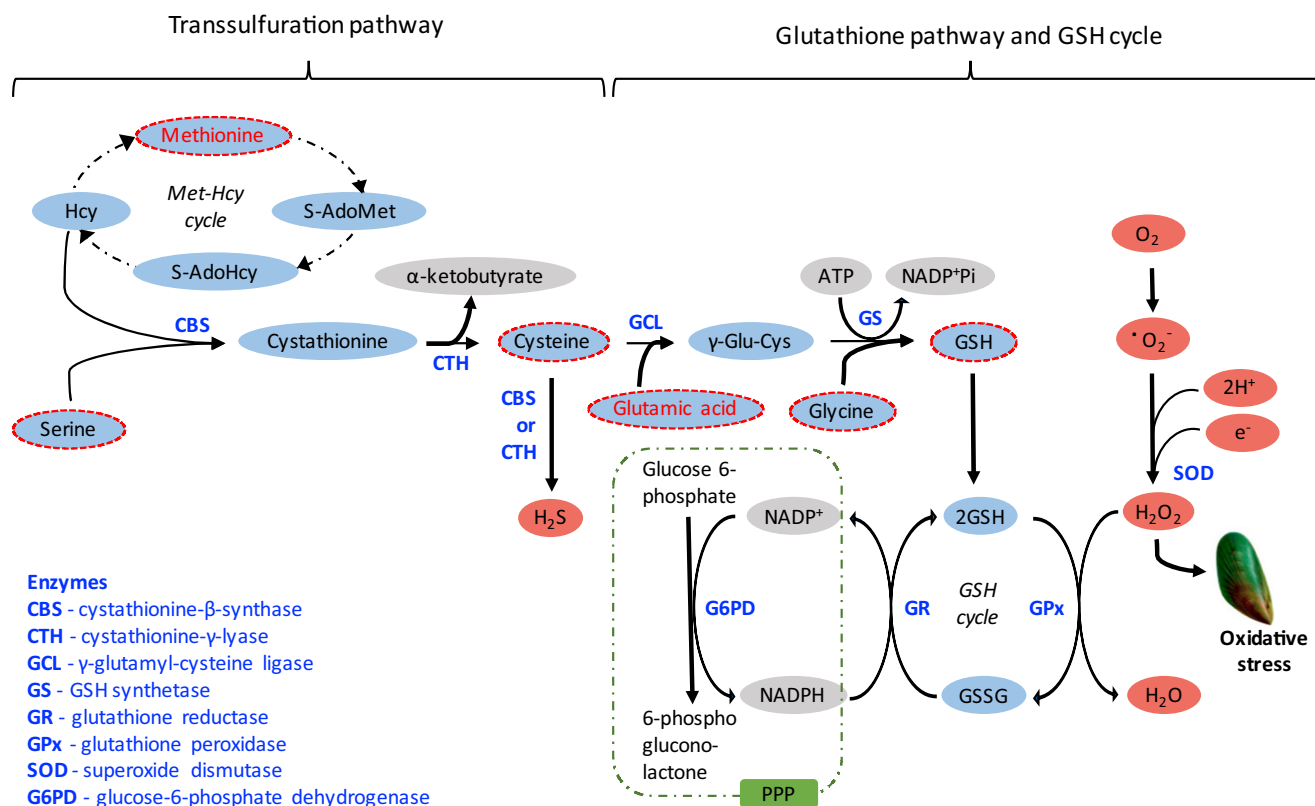 Transsulfuration pathway
Glutathione pathway and GSH cycle
Methionine
Met-Hcy
cycle
Hcy
S-AdoMet
S-AdoHcy
O₂
α-ketobutyrate
ATP
NADP⁺Pi
CBS
GCL
GS
Cystathionine
CTH
Cysteine
γ-Glu-Cys
GSH
•O₂⁻
2H⁺
e⁻
SOD
Serine
CBS
or
CTH
Glutamic acid
Glycine
H₂S
Glucose 6-
phosphate
NADP⁺
2GSH
H₂O₂
G6PD
GR
GSH
cycle
GPx
Oxidative
stress
NADPH
GSSG
H₂O
6-phospho
glucono-
lactone
PPP
Enzymes
CBS - cystathionine-β-synthase
CTH - cystathionine-γ-lyase
GCL - γ-glutamyl-cysteine ligase
GS - GSH synthetase
GR - glutathione reductase
GPx - glutathione peroxidase
SOD - superoxide dismutase
G6PD - glucose-6-phosphate dehydrogenase